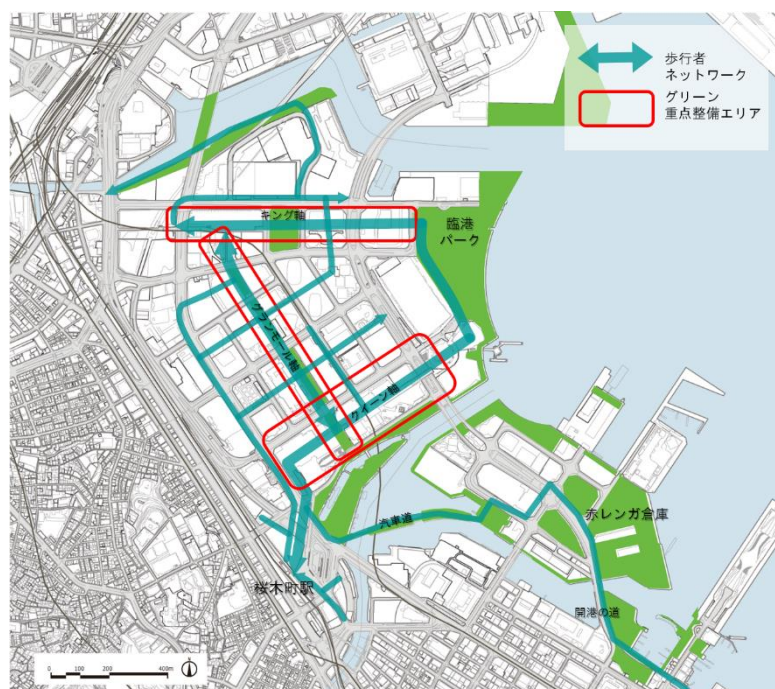 歩行者
ネットワーク
グリーン
重点整備エリア
キング軸
臨港
パーク
グランモール軸
クイーン軸
汽車道
赤レンガ倉庫
桜木町駅
開港の道
0 100 200 400m